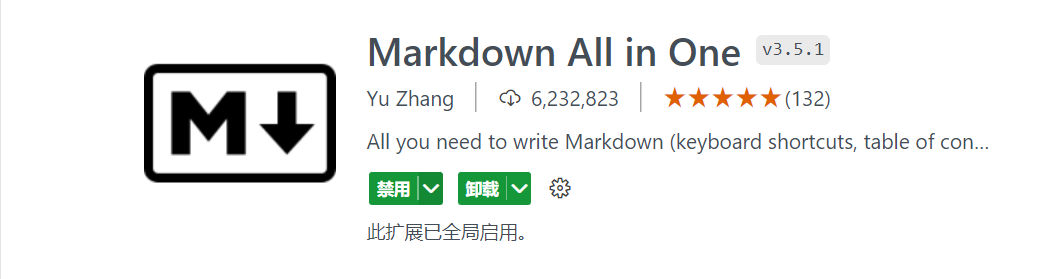 Markdown All in One v3.5.1
Yu Zhang 6,232,823 ★★★★★(132)
All you need to write Markdown (keyboard shortcuts, table of con...
禁用 卸载
此扩展已全局启用。
M